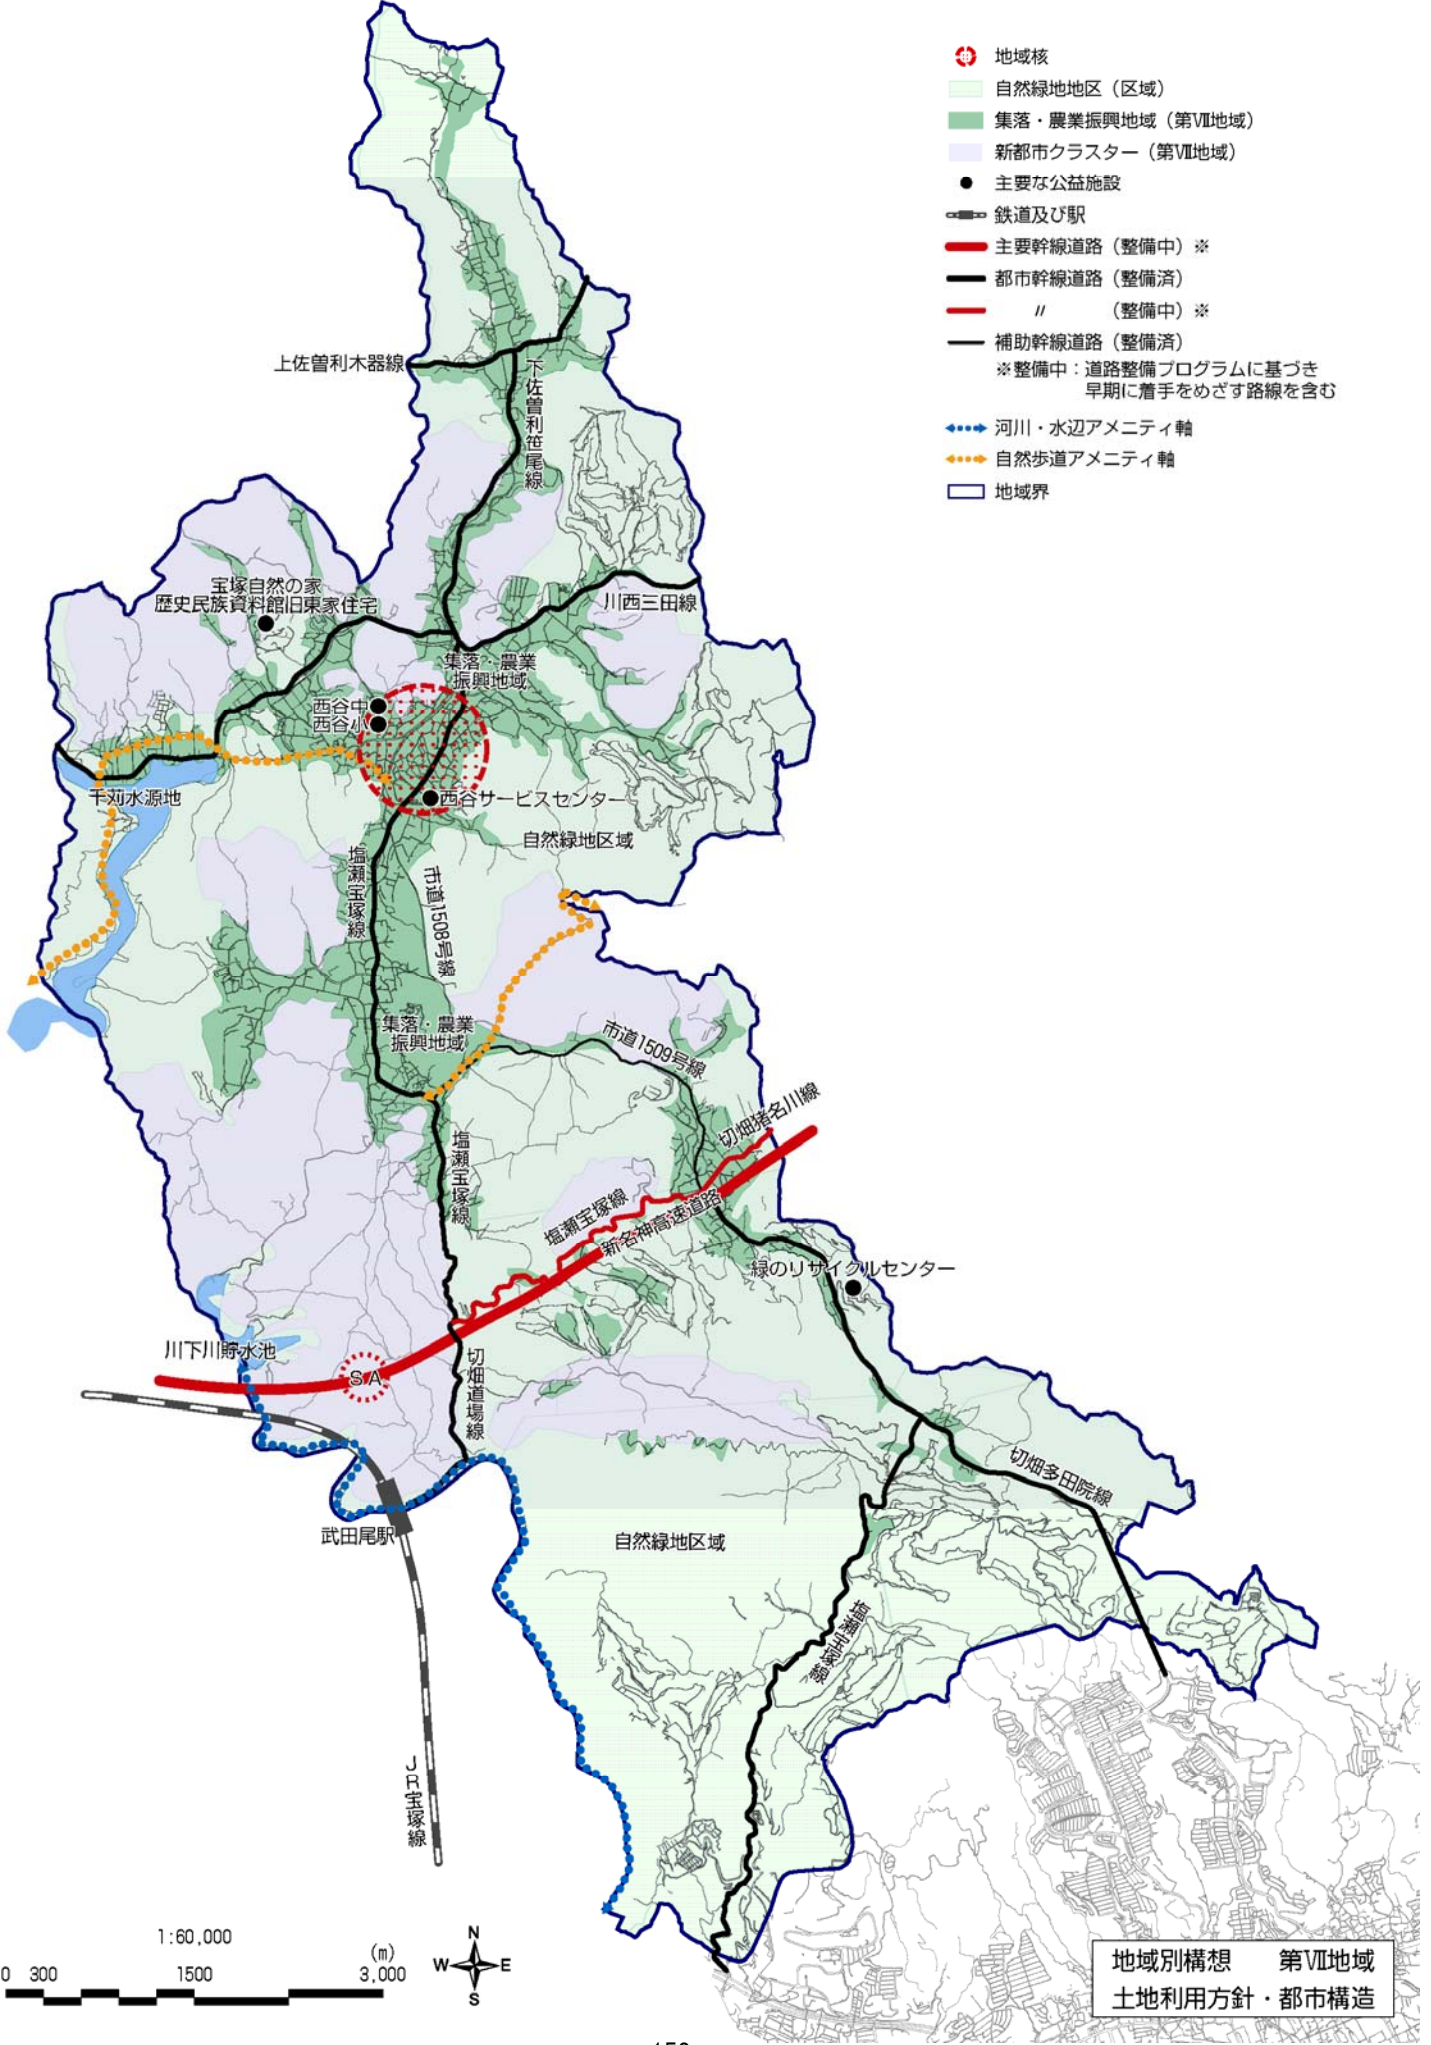 地域核
自然緑地地区（区域）
集落・農業振興地域（第Ⅶ地域）
新都市クラスター（第Ⅶ地域）
主要な公益施設
鉄道及び駅
主要幹線道路（整備中）※
都市幹線道路（整備済）
〃　（整備中）※
補助幹線道路（整備済）
※整備中：道路整備プログラムに基づき
早期に着手をめざす路線を含む
河川・水辺アメニティ軸
自然歩道アメニティ軸
地域界
上佐曽利木器線
下佐曽利笹尾線
宝塚自然の家
歴史民族資料館旧東家住宅
川西三田線
集落・農業
振興地域
西谷中
西谷小
千苅水源地
西谷サービスセンター
自然緑地区域
塩瀬宝塚線
市道1508号線
集落・農業
振興地域
市道1509号線
切畑猪名川線
塩瀬宝塚線
塩瀬宝塚線
新名神高速道路
緑のリサイクルセンター
川下川貯水池
ＳＡ
切畑道場線
切畑多田院線
武田尾駅
自然緑地区域
塩瀬宝塚線
ＪＲ宝塚線
1:60,000
(m)
0 300 1500 3,000
N
W E
S
地域別構想　第Ⅶ地域
土地利用方針・都市構造